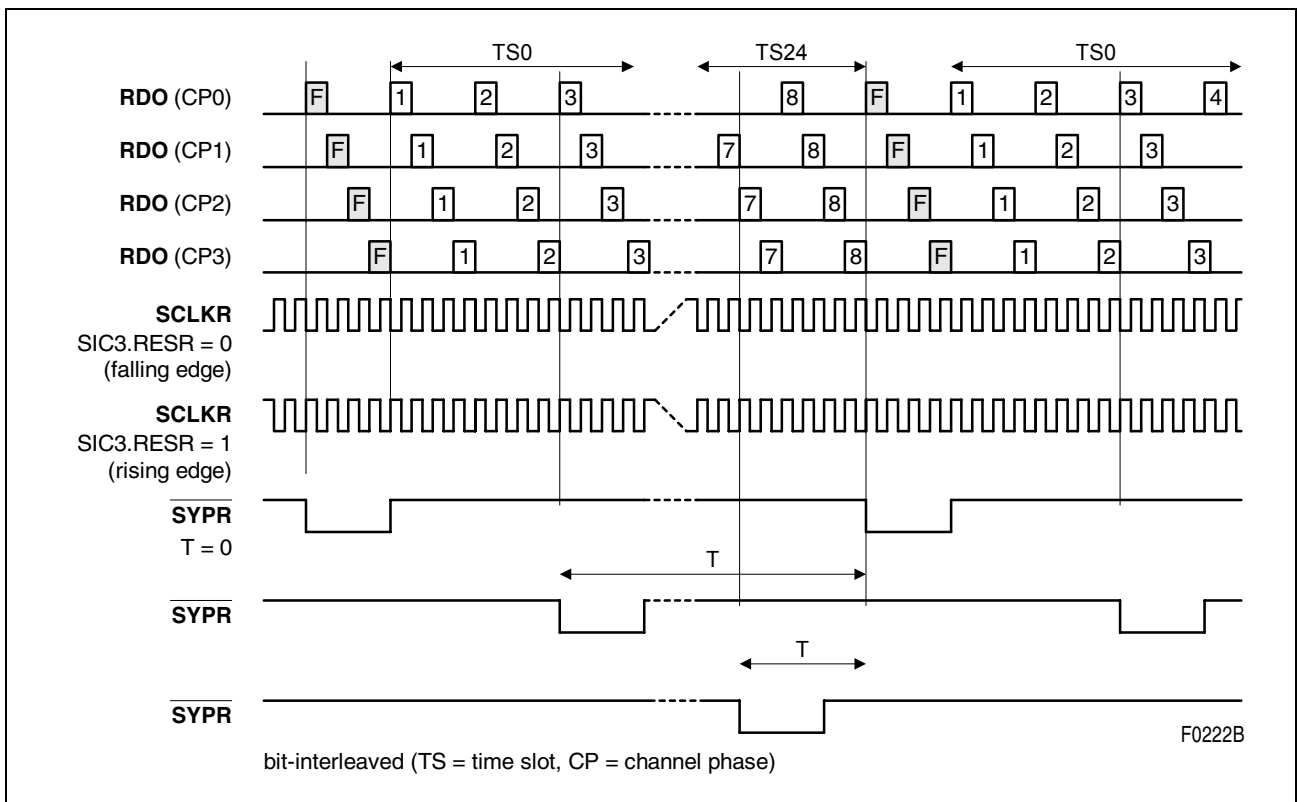 TS0 TS24 TS0
RDO (CP0) F 1 2 3 8 F 1 2 3 4
RDO (CP1) F 1 2 3 7 8 F 1 2 3
RDO (CP2) F 1 2 3 7 8 F 1 2 3
RDO (CP3) F 1 2 3 7 8 F 1 2 3
SCLKR
SIC3.RESR = 0
(falling edge)
SCLKR
SIC3.RESR = 1
(rising edge)
SYPR
T = 0
T
SYPR
T
SYPR
F0222B
bit-interleaved (TS = time slot, CP = channel phase)